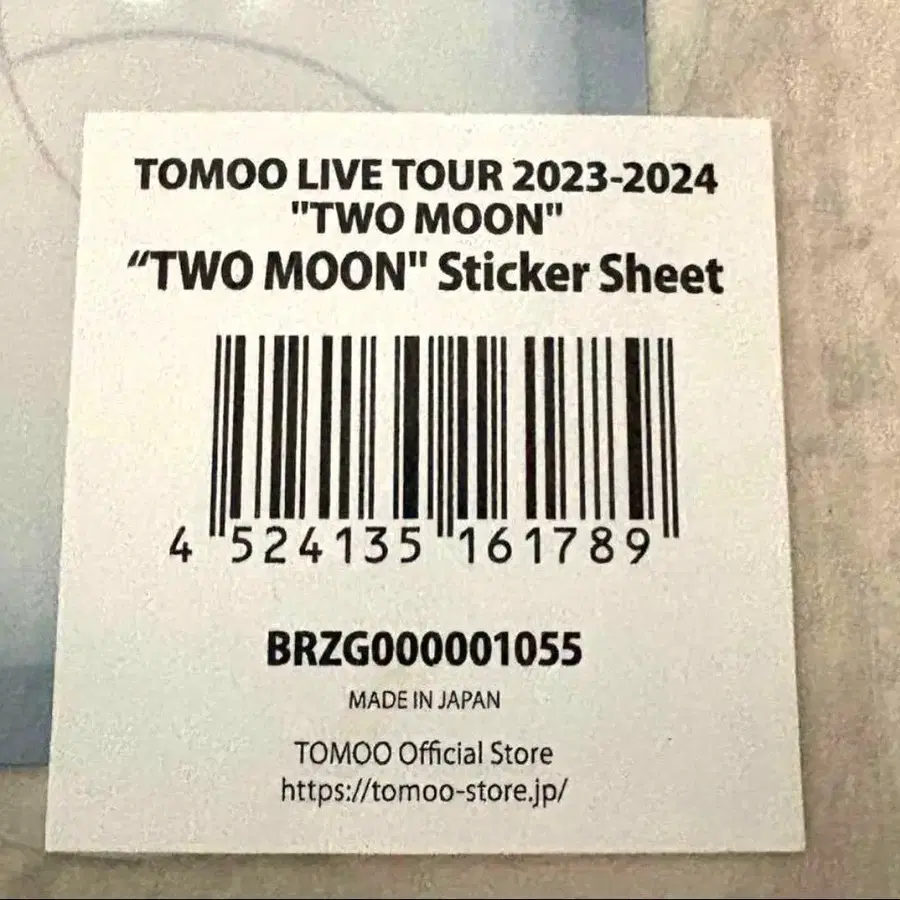 TOMOO LIVE TOUR 2023-2024
"TWO MOON"
“TWO MOON" Sticker Sheet
4 524135 161789
BRZG000001055
MADE IN JAPAN
TOMOO Official Store
https://tomoo-store.jp/